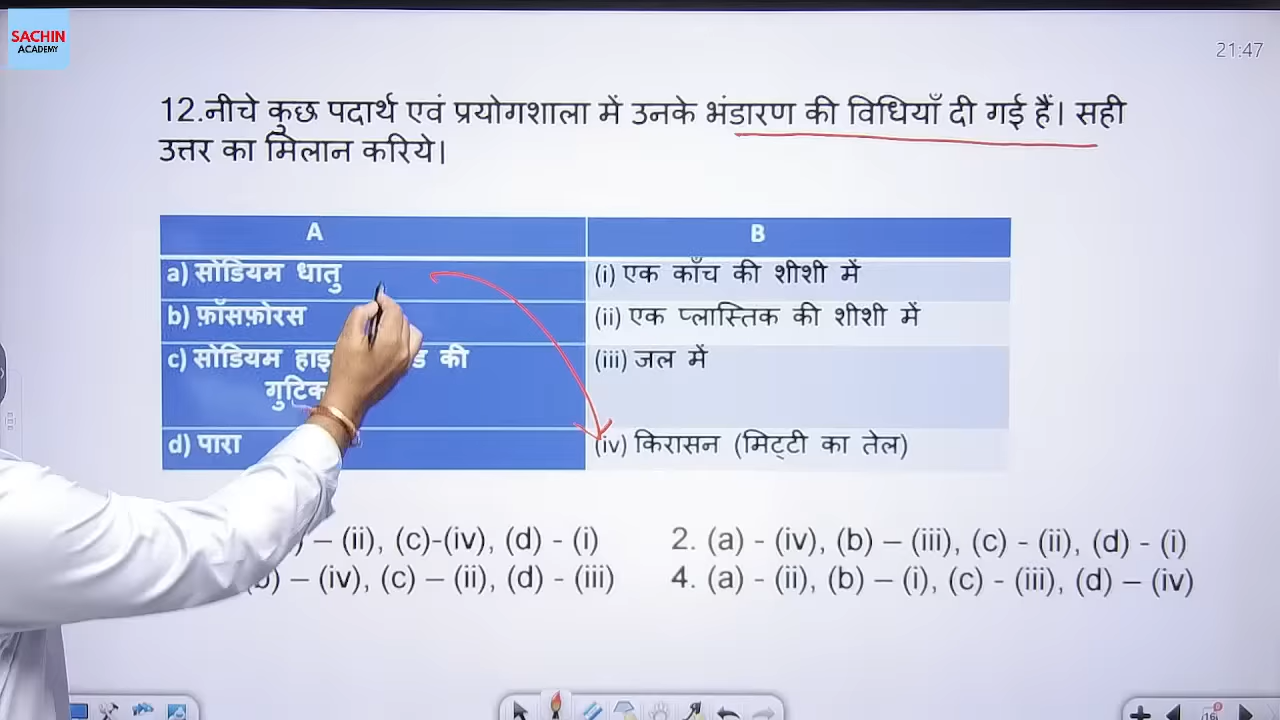 SACHIN
ACADEMY
21:47
12.नीचे कुछ पदार्थ एवं प्रयोगशाला में उनके भंडारण की विधियाँ दी गई हैं। सही
उत्तर का मिलान करिये।
A
B
a) सोडियम धातु
(i) एक काँच की शीशी में
b) फ़ॉसफ़ोरस
(ii) एक प्लास्तिक की शीशी में
c) सोडियम की
(iii) जल में
d) पारा
(iv) किरासन (मिट्टी का तेल)
– (ii), (c)-(iv), (d) - (i)
2. (a) - (iv), (b) – (iii), (c) - (ii), (d) - (i)
– (iv), (c) – (ii), (d) - (iii)
4. (a) - (ii), (b) – (i), (c) - (iii), (d) – (iv)